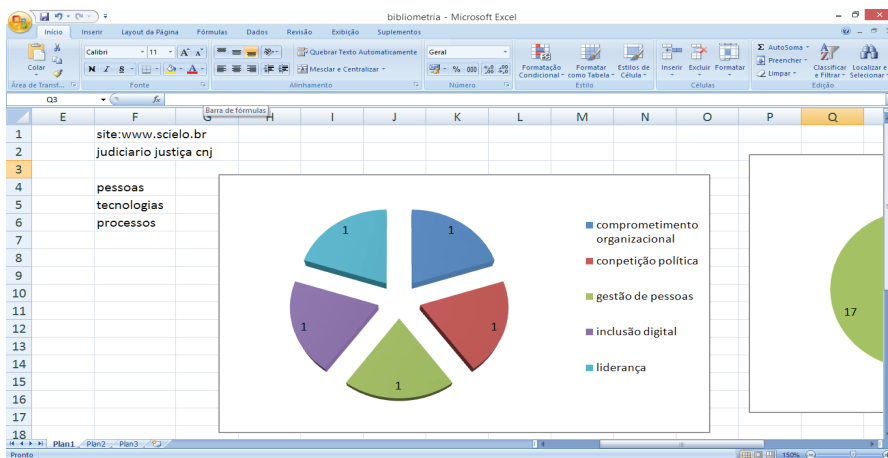 bibliometria - Microsoft Excel
Início Inserir Layout da Página Fórmulas Dados Revisão Exibição Suplementos
Calibri 11 A A Quebrar Texto Automaticamente Geral Σ AutoSoma
Colar N I S A Mesclar e Centralizar % 000 Formatação Condicional Formatar como Tabela Estilos de Célula Inserir Excluir Formatar Preencher Limpar Classificar e Filtrar Localizar e Selecionar
Área de Transf... Fonte Alinhamento Número Estilo Células Edição
Q3 fx
Barra de fórmulas
E F G H I J K L M N O P Q
1 site:www.scielo.br
2 judiciario justiça cnj
3
4 pessoas
5 tecnologias
6 processos
7
8
9
10
11
12
13
14
15
16
17
18
1
1
1
1
1
comprometimento
organizacional
conpetição política
gestão de pessoas
inclusão digital
liderança
17
Plan1 Plan2 Plan3
Pronto 150%